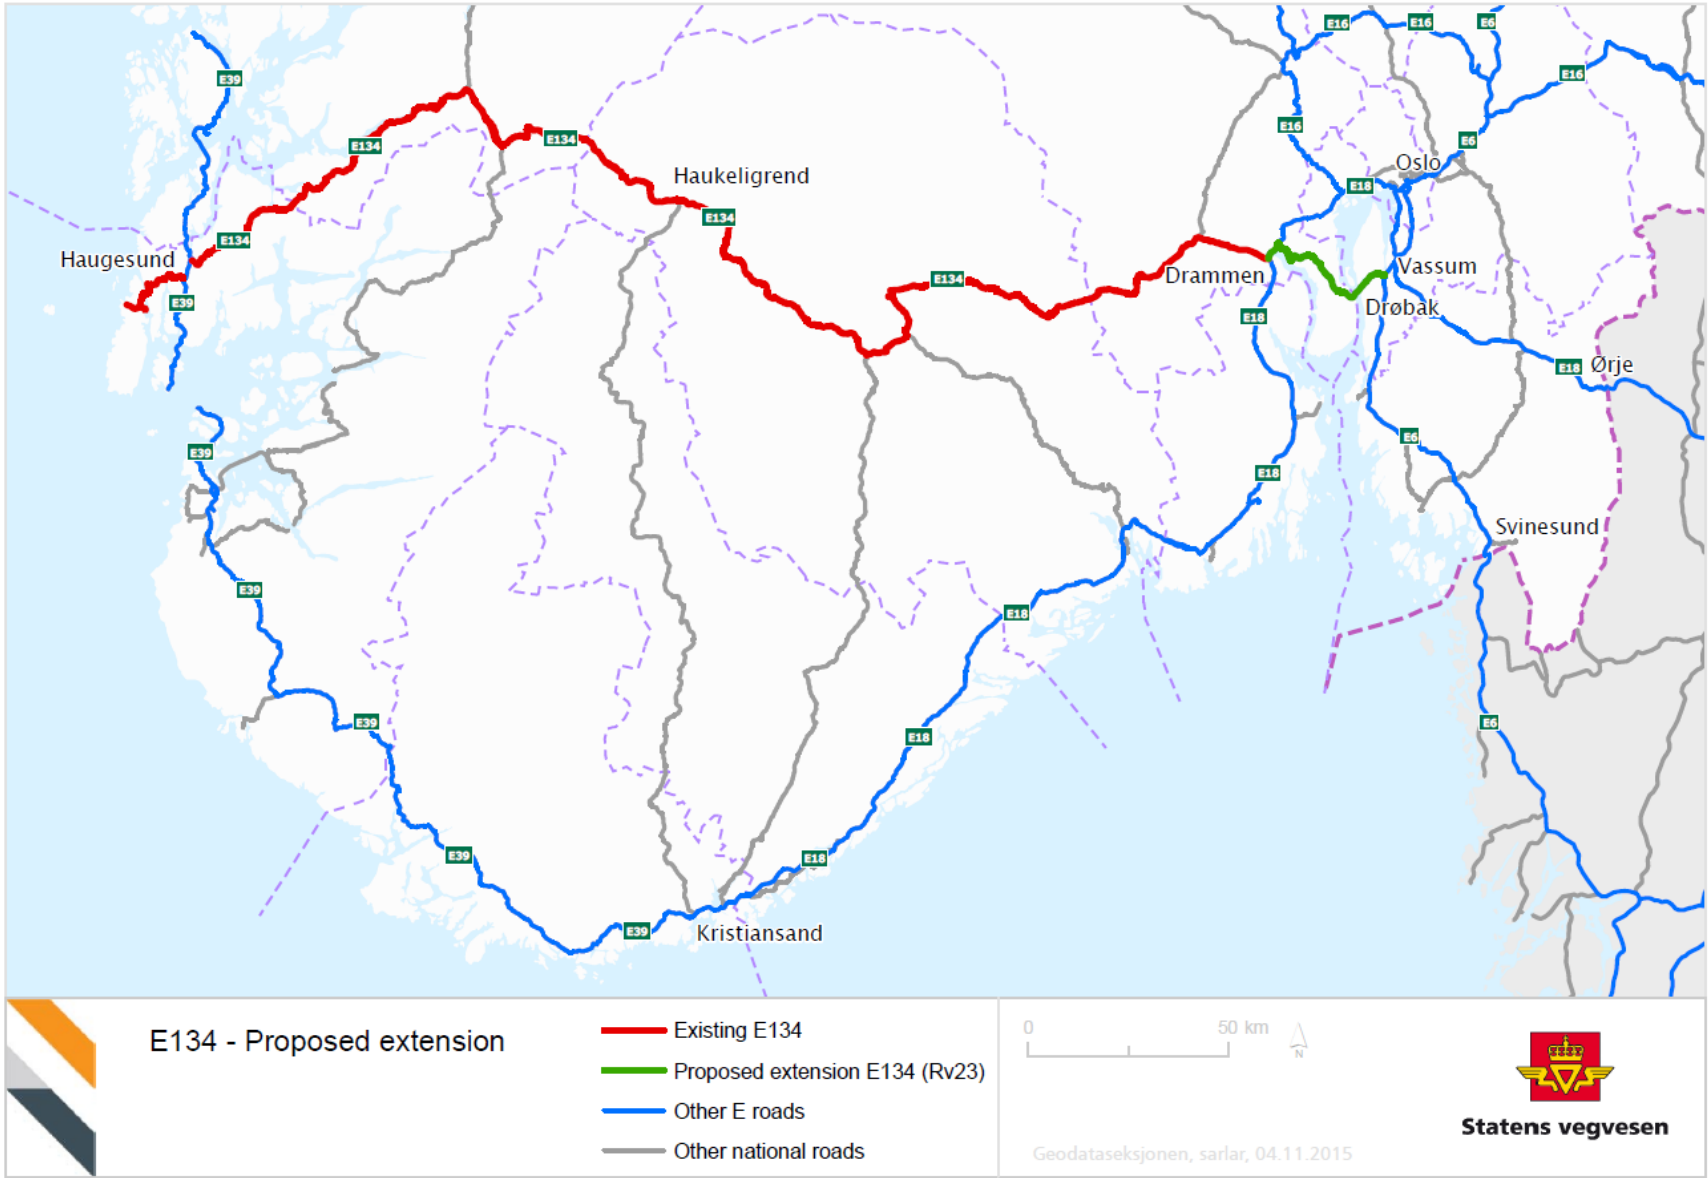 E16
E16
E6
E39
E16
E16
E134
E134
E6
Oslo
Haukeligrend
E18
E134
E134
Haugesund
Vassum
Drammen
E134
E39
Drøbak
E18
E18
Ørje
E6
E39
E18
Svinesund
E39
E18
E39
E6
E18
E39
E18
E39
Kristiansand
E134 - Proposed extension
Existing E134
Proposed extension E134 (Rv23)
Other E roads
Other national roads
0 50 km
N
Geodataseksjonen, sarlar, 04.11.2015
Statens vegvesen